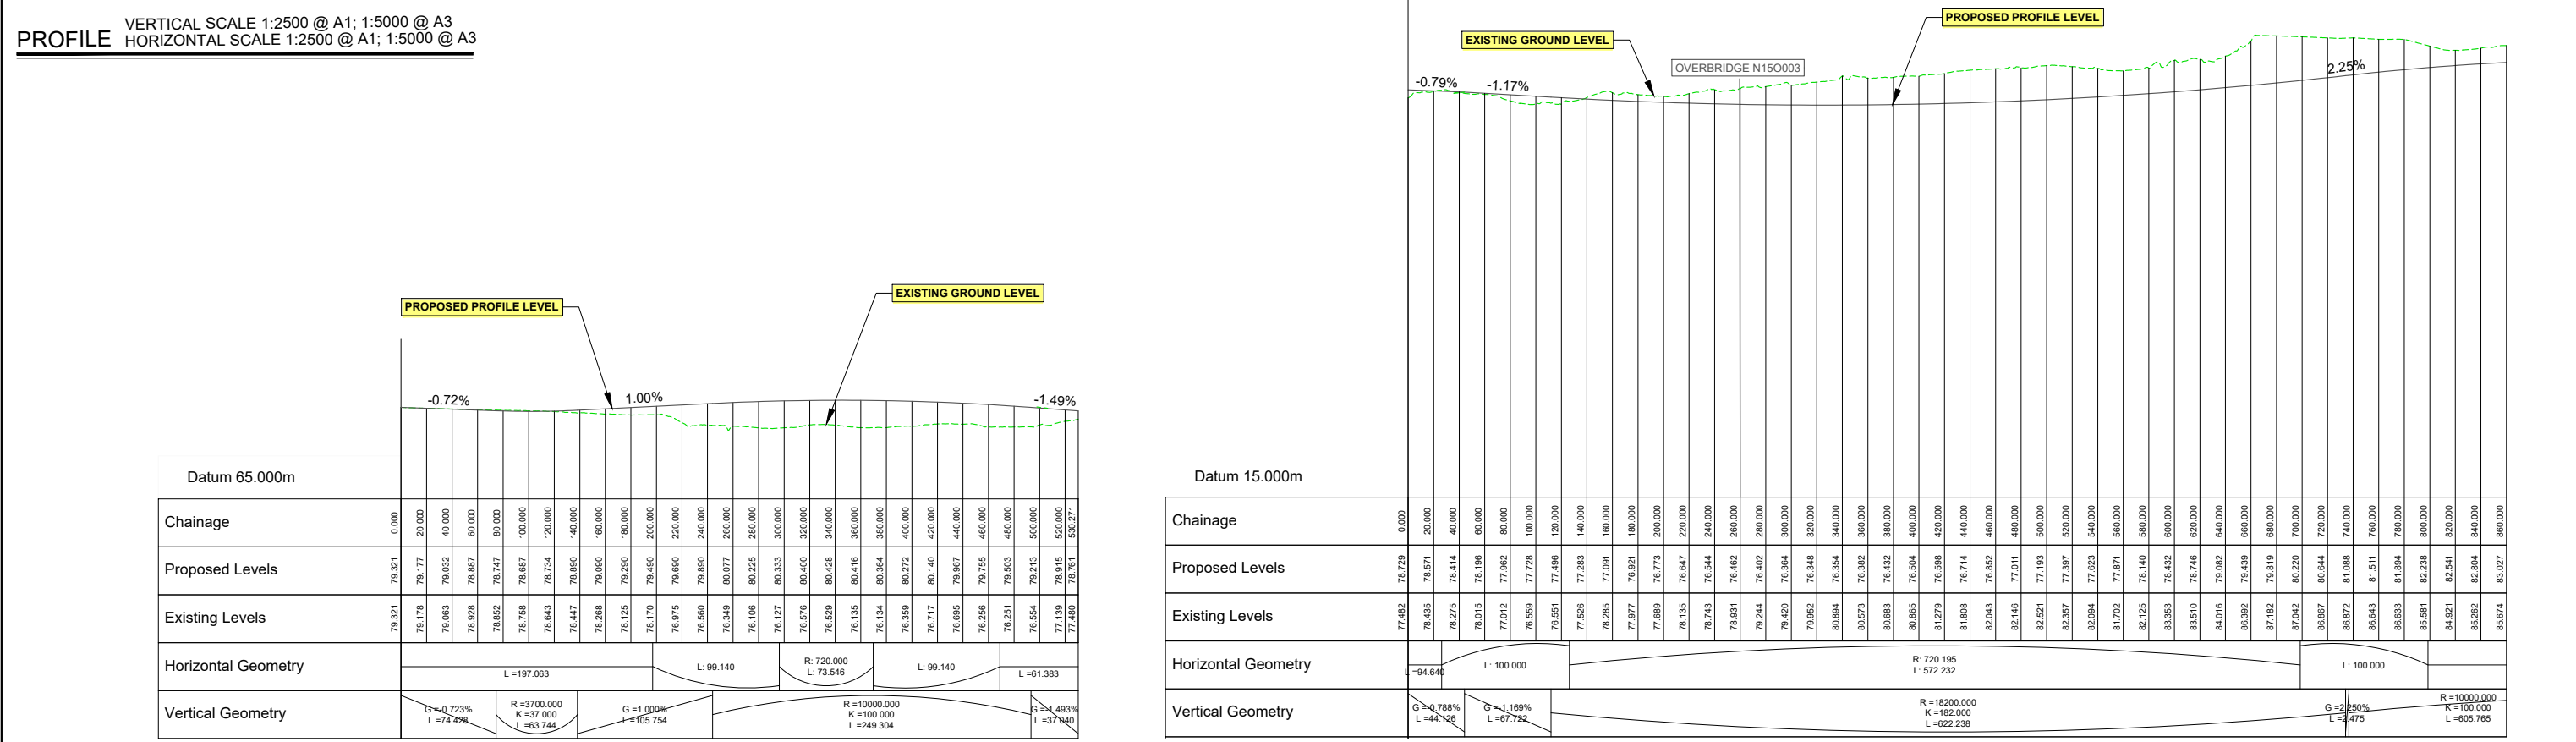 PROFILE
VERTICAL SCALE 1:2500 @ A1; 1:5000 @ A3
HORIZONTAL SCALE 1:2500 @ A1; 1:5000 @ A3
PROPOSED PROFILE LEVEL
EXISTING GROUND LEVEL
-0.72%
1.00%
-1.49%
Datum 65.000m
Chainage
0.000 20.000 40.000 60.000 80.000 100.000 120.000 140.000 160.000 180.000 200.000 220.000 240.000 260.000 280.000 300.000 320.000 340.000 360.000 380.000 400.000 420.000 440.000 460.000 480.000 500.000 520.000 530.271
Proposed Levels
79.321 79.177 79.032 78.887 78.747 78.687 78.734 78.890 79.090 79.290 79.490 79.690 79.890 80.077 80.225 80.333 80.400 80.428 80.416 80.364 80.272 80.140 79.967 79.755 79.503 79.213 78.915 78.761
Existing Levels
79.321 79.178 79.063 78.928 78.852 78.758 78.643 78.447 78.268 78.125 78.170 76.975 76.560 76.349 76.106 76.127 76.576 76.529 76.135 76.134 76.359 76.717 76.695 76.256 76.251 76.554 77.139 77.480
Horizontal Geometry
L =197.063
L: 99.140
R: 720.000
L: 73.546
L: 99.140
L =61.383
Vertical Geometry
G =-0.723%
L =74.428
R =3700.000
K =37.000
L =63.744
G =1.000%
L =105.754
R =10000.000
K =100.000
L =249.304
G =-1.493%
L =37.040
PROPOSED PROFILE LEVEL
EXISTING GROUND LEVEL
OVERBRIDGE N15O003
-0.79%
-1.17%
2.25%
Datum 15.000m
Chainage
0.000 20.000 40.000 60.000 80.000 100.000 120.000 140.000 160.000 180.000 200.000 220.000 240.000 260.000 280.000 300.000 320.000 340.000 360.000 380.000 400.000 420.000 440.000 460.000 480.000 500.000 520.000 540.000 560.000 580.000 600.000 620.000 640.000 660.000 680.000 700.000 720.000 740.000 760.000 780.000 800.000 820.000 840.000 860.000
Proposed Levels
78.729 78.571 78.414 78.196 77.962 77.728 77.496 77.283 77.091 76.921 76.773 76.647 76.544 76.462 76.402 76.364 76.348 76.354 76.382 76.432 76.504 76.598 76.714 76.852 77.011 77.193 77.397 77.623 77.871 78.140 78.432 78.746 79.082 79.439 79.819 80.220 80.644 81.088 81.511 81.894 82.238 82.541 82.804 83.027
Existing Levels
77.482 78.435 78.275 78.015 77.012 76.559 76.551 77.526 78.285 77.977 77.689 78.135 78.743 78.931 79.244 79.420 79.952 80.894 80.573 80.683 80.865 81.279 81.808 82.043 82.146 82.521 82.357 82.094 81.702 82.125 83.353 83.510 84.016 86.392 87.182 87.042 86.867 86.872 86.643 86.633 85.581 84.921 85.262 85.674
Horizontal Geometry
L =94.640
L: 100.000
R: 720.195
L: 572.232
L: 100.000
Vertical Geometry
G =-0.788%
L =44.126
G =-1.169%
L =67.722
R =18200.000
K =182.000
L =622.238
G =2.250%
L =2.475
R =10000.000
K =100.000
L =605.765